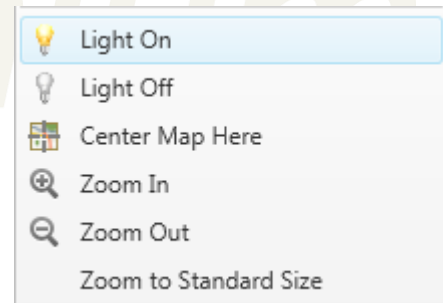 Light On
Light Off
Center Map Here
Zoom In
Zoom Out
Zoom to Standard Size